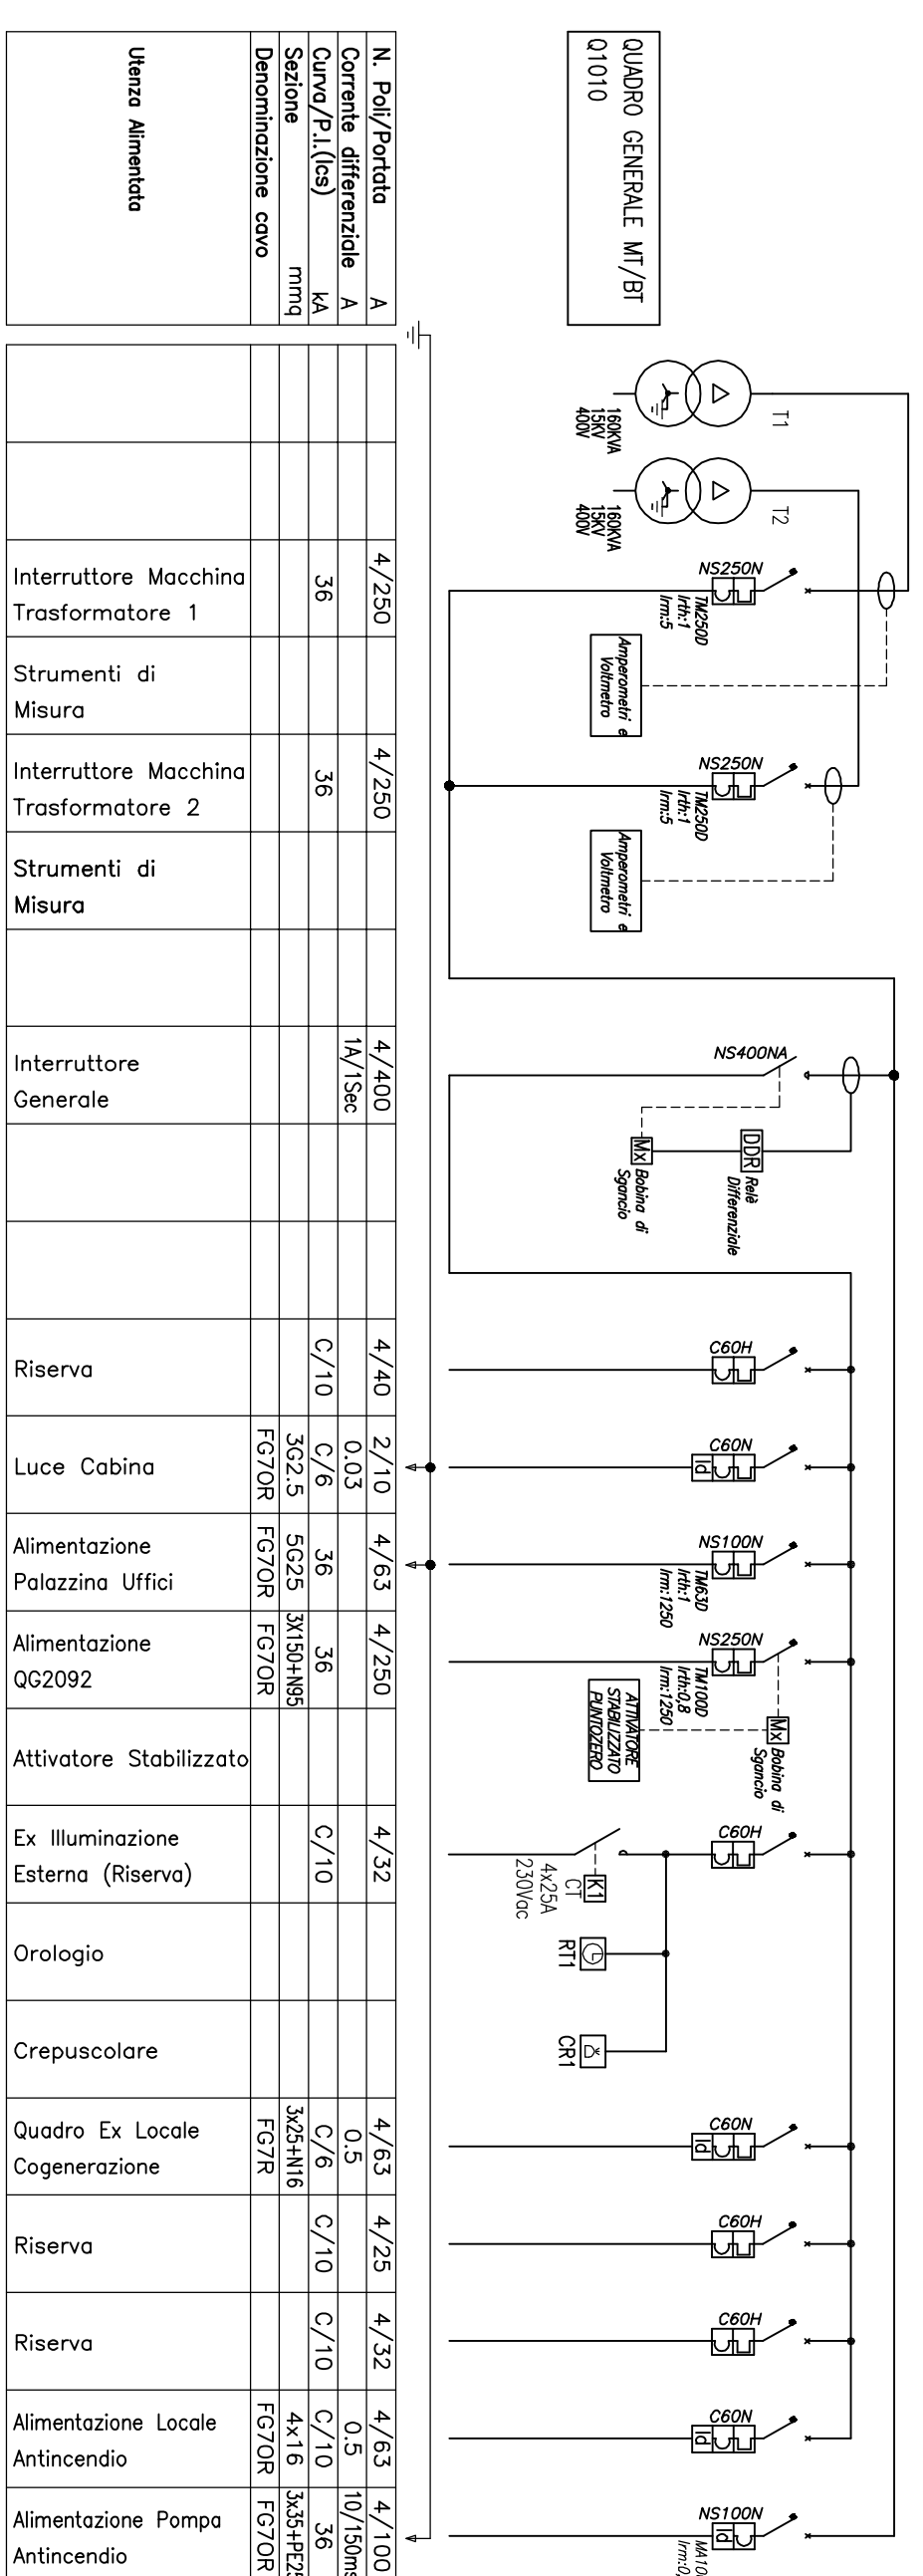 QUADRO GENERALE MT/BT
Q1010
T1
160KVA
15KV
400V
T2
160KVA
15KV
400V
NS250N
TM250D
Irth:1
Irm:5
Amperometri e
Voltmetro
NS250N
TM250D
Irth:1
Irm:5
Amperometri e
Voltmetro
NS400NA
DDR
Relè
Differenziale
Mx
Bobina di
Sgancio
C60H
C60N
Id
NS100N
TM63D
Irth:1
Irm:1250
NS250N
TM100D
Irth:0,8
Irm:1250
Mx
Bobina di
Sgancio
ATTIVATORE
STABILIZZATO
PUNTOZERO
C60H
K1
CT
4x25A
230Vac
RT1
CR1
C60N
Id
C60H
C60H
C60N
Id
NS100N
Id
N. Poli/Portata A
Corrente differenziale A
Curva/P.I.(Ics) kA
Sezione mmq
Denominazione cavo
Utenza Alimentata
4/250
36
Interruttore Macchina
Trasformatore 1
Strumenti di
Misura
4/250
36
Interruttore Macchina
Trasformatore 2
Strumenti di
Misura
4/400
1A/1Sec
Interruttore
Generale
4/40
C/10
Riserva
2/10
0.03
C/6
3G2.5
FG7OR
Luce Cabina
4/63
36
5G25
FG7OR
Alimentazione
Palazzina Uffici
4/250
36
3X150+N95
FG7OR
Alimentazione
QG2092
Attivatore Stabilizzato
4/32
C/10
Ex Illuminazione
Esterna (Riserva)
Orologio
Crepuscolare
4/63
0.5
C/6
3x25+N16
FG7R
Quadro Ex Locale
Cogenerazione
4/25
C/10
Riserva
4/32
C/10
Riserva
4/63
0.5
C/10
4x16
FG7OR
Alimentazione Locale
Antincendio
4/100
10/150ms
36
3x35+PE25
FG7OR
Alimentazione Pompa
Antincendio